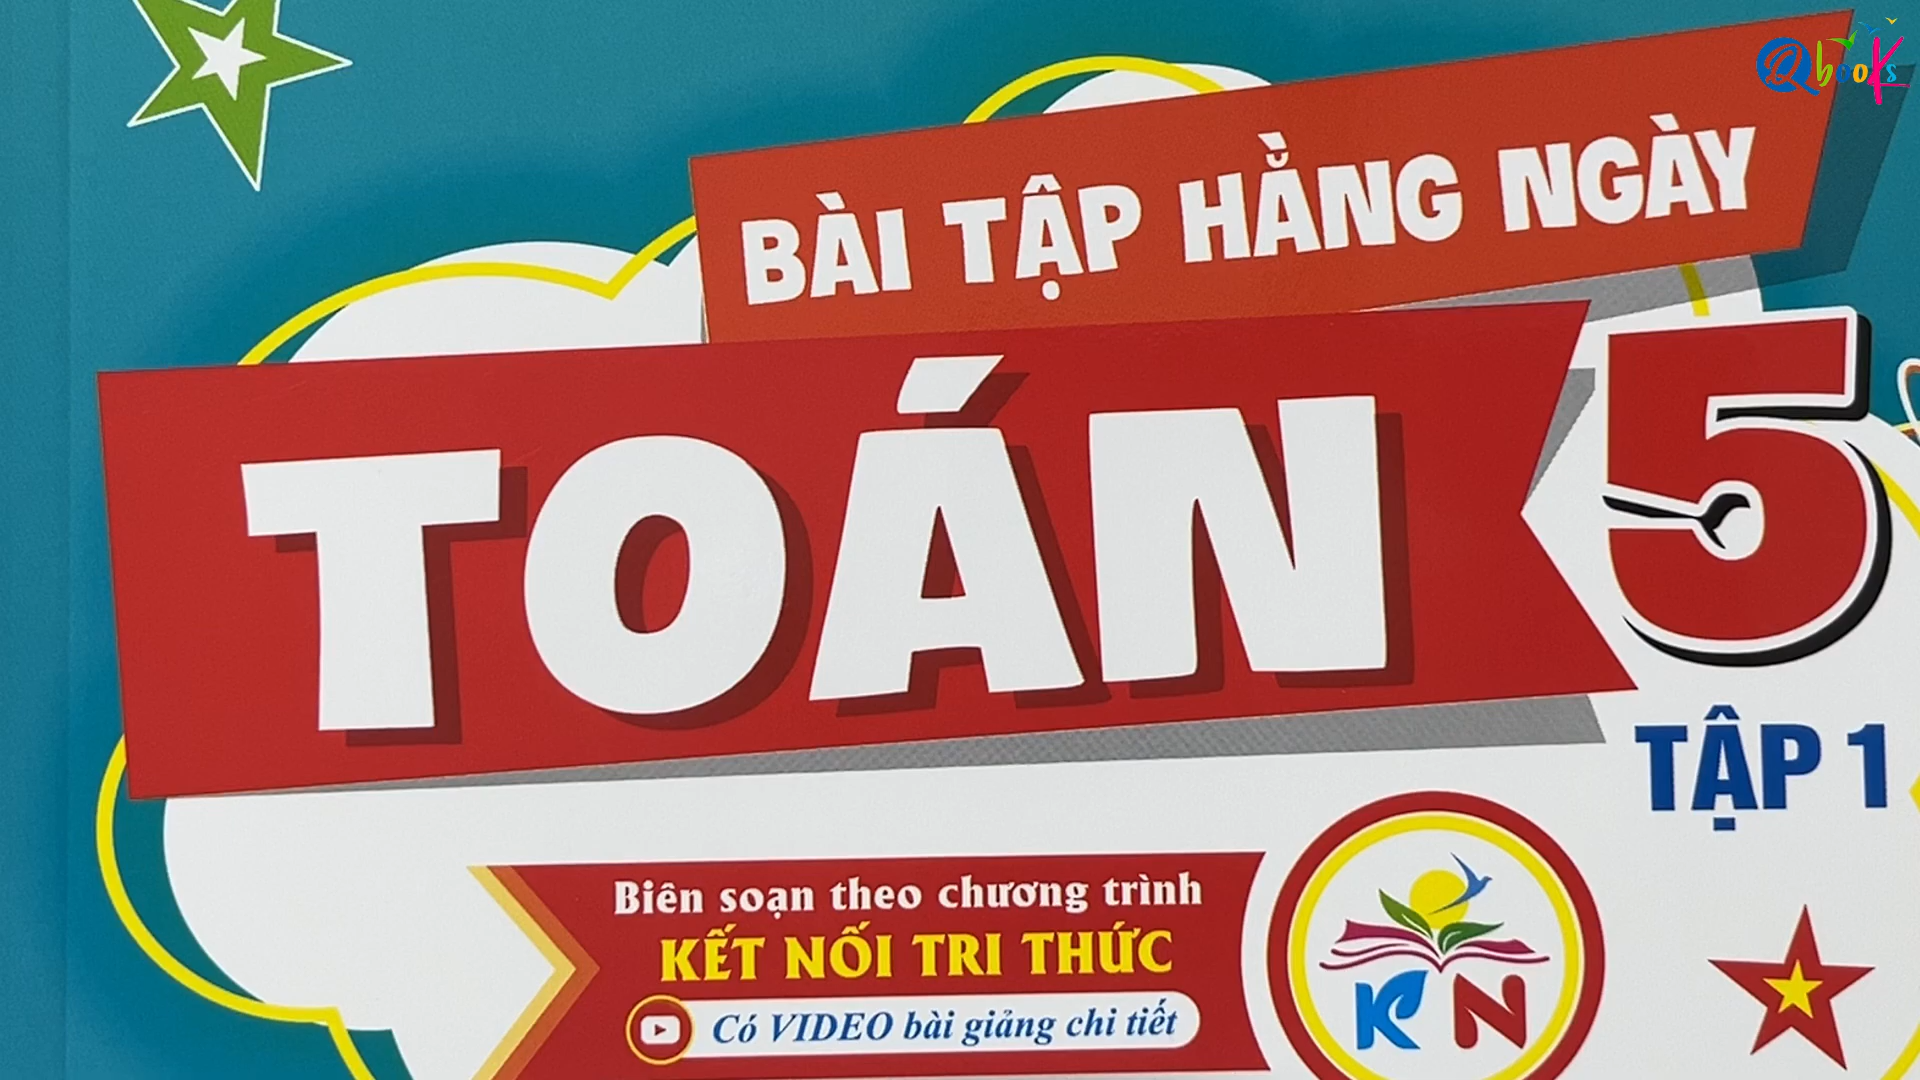 Qbooks
BÀI TẬP HẰNG NGÀY
TOÁN 5
TẬP 1
Biên soạn theo chương trình
KẾT NỐI TRI THỨC
Có VIDEO bài giảng chi tiết
KN